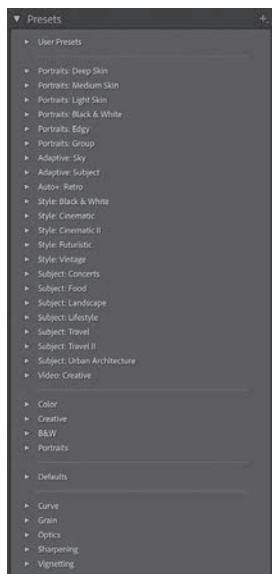 Presets +
User Presets
Portraits: Deep Skin
Portraits: Medium Skin
Portraits: Light Skin
Portraits: Black & White
Portraits: Edgy
Portraits: Group
Adaptive: Sky
Adaptive: Subject
Auto+: Retro
Style: Black & White
Style: Cinematic
Style: Cinematic II
Style: Futuristic
Style: Vintage
Subject: Concerts
Subject: Food
Subject: Landscape
Subject: Lifestyle
Subject: Travel
Subject: Travel II
Subject: Urban Architecture
Video: Creative
Color
Creative
B&W
Portraits
Defaults
Curve
Grain
Optics
Sharpening
Vignetting